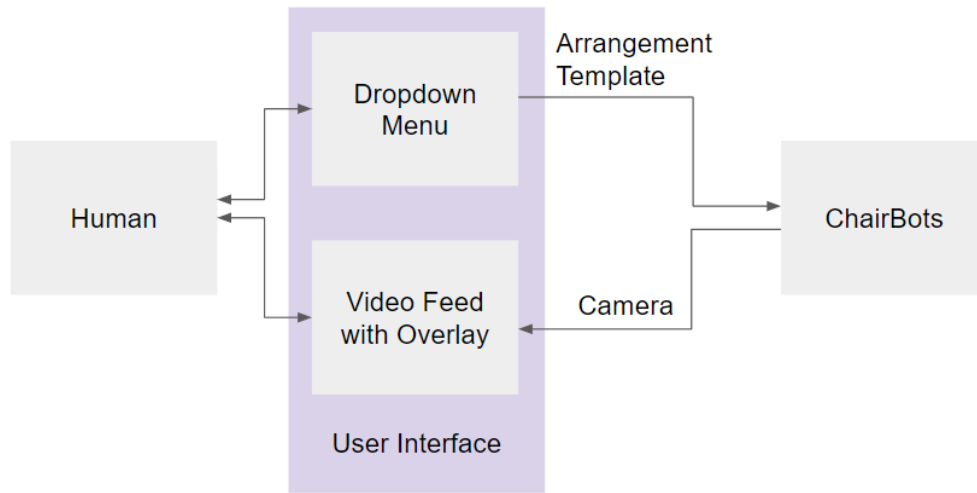 Human
Dropdown
Menu
Video Feed
with Overlay
User Interface
Arrangement
Template
Camera
ChairBots